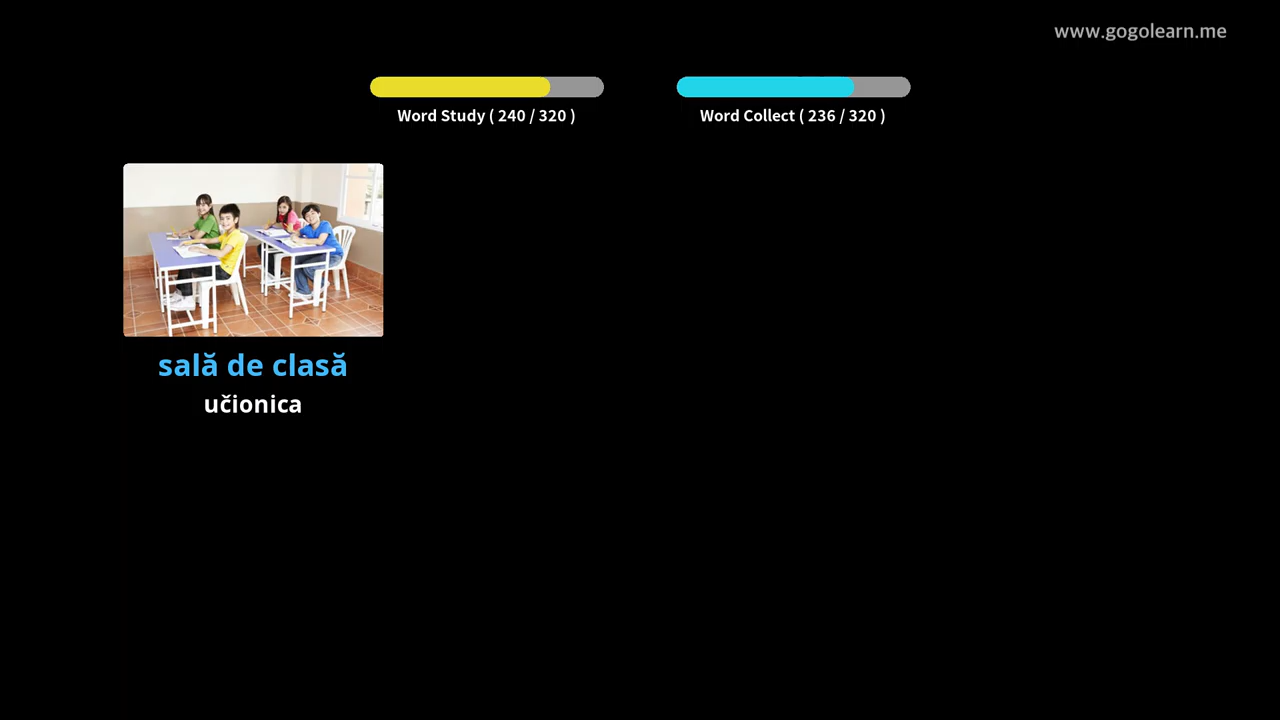 www.gogolearn.me
Word Study ( 240 / 320 )
Word Collect ( 236 / 320 )
sală de clasă
učionica